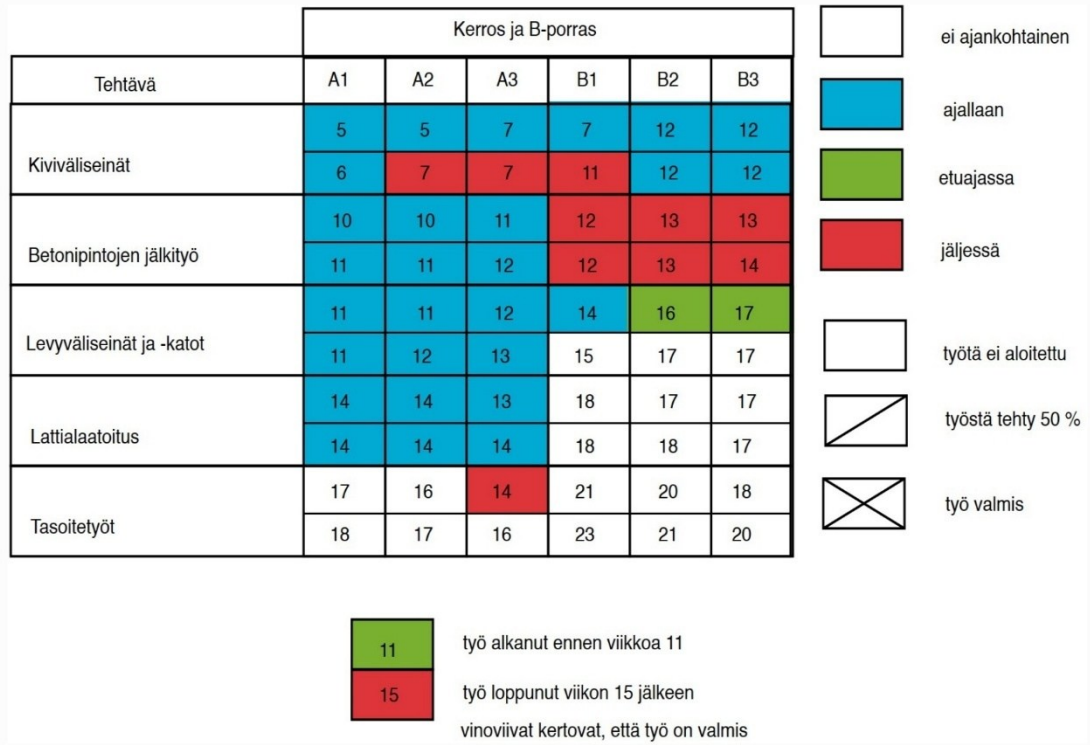 Kerros ja B-porras
Tehtävä A1 A2 A3 B1 B2 B3
5 5 7 7 12 12
Kiviväliseinät
6 7 7 11 12 12
10 10 11 12 13 13
Betonipintojen jälkityö
11 11 12 12 13 14
11 11 12 14 16 17
Levyväliseinät ja -katot
11 12 13 15 17 17
14 14 13 18 17 17
Lattialaatoitus
14 14 14 18 18 17
17 16 14 21 20 18
Tasoitetyöt
18 17 16 23 21 20
ei ajankohtainen
ajallaan
etuajassa
jäljessä
työtä ei aloitettu
työstä tehty 50 %
työ valmis
11 työ alkanut ennen viikkoa 11
15 työ loppunut viikon 15 jälkeen
vinoviivat kertovat, että työ on valmis